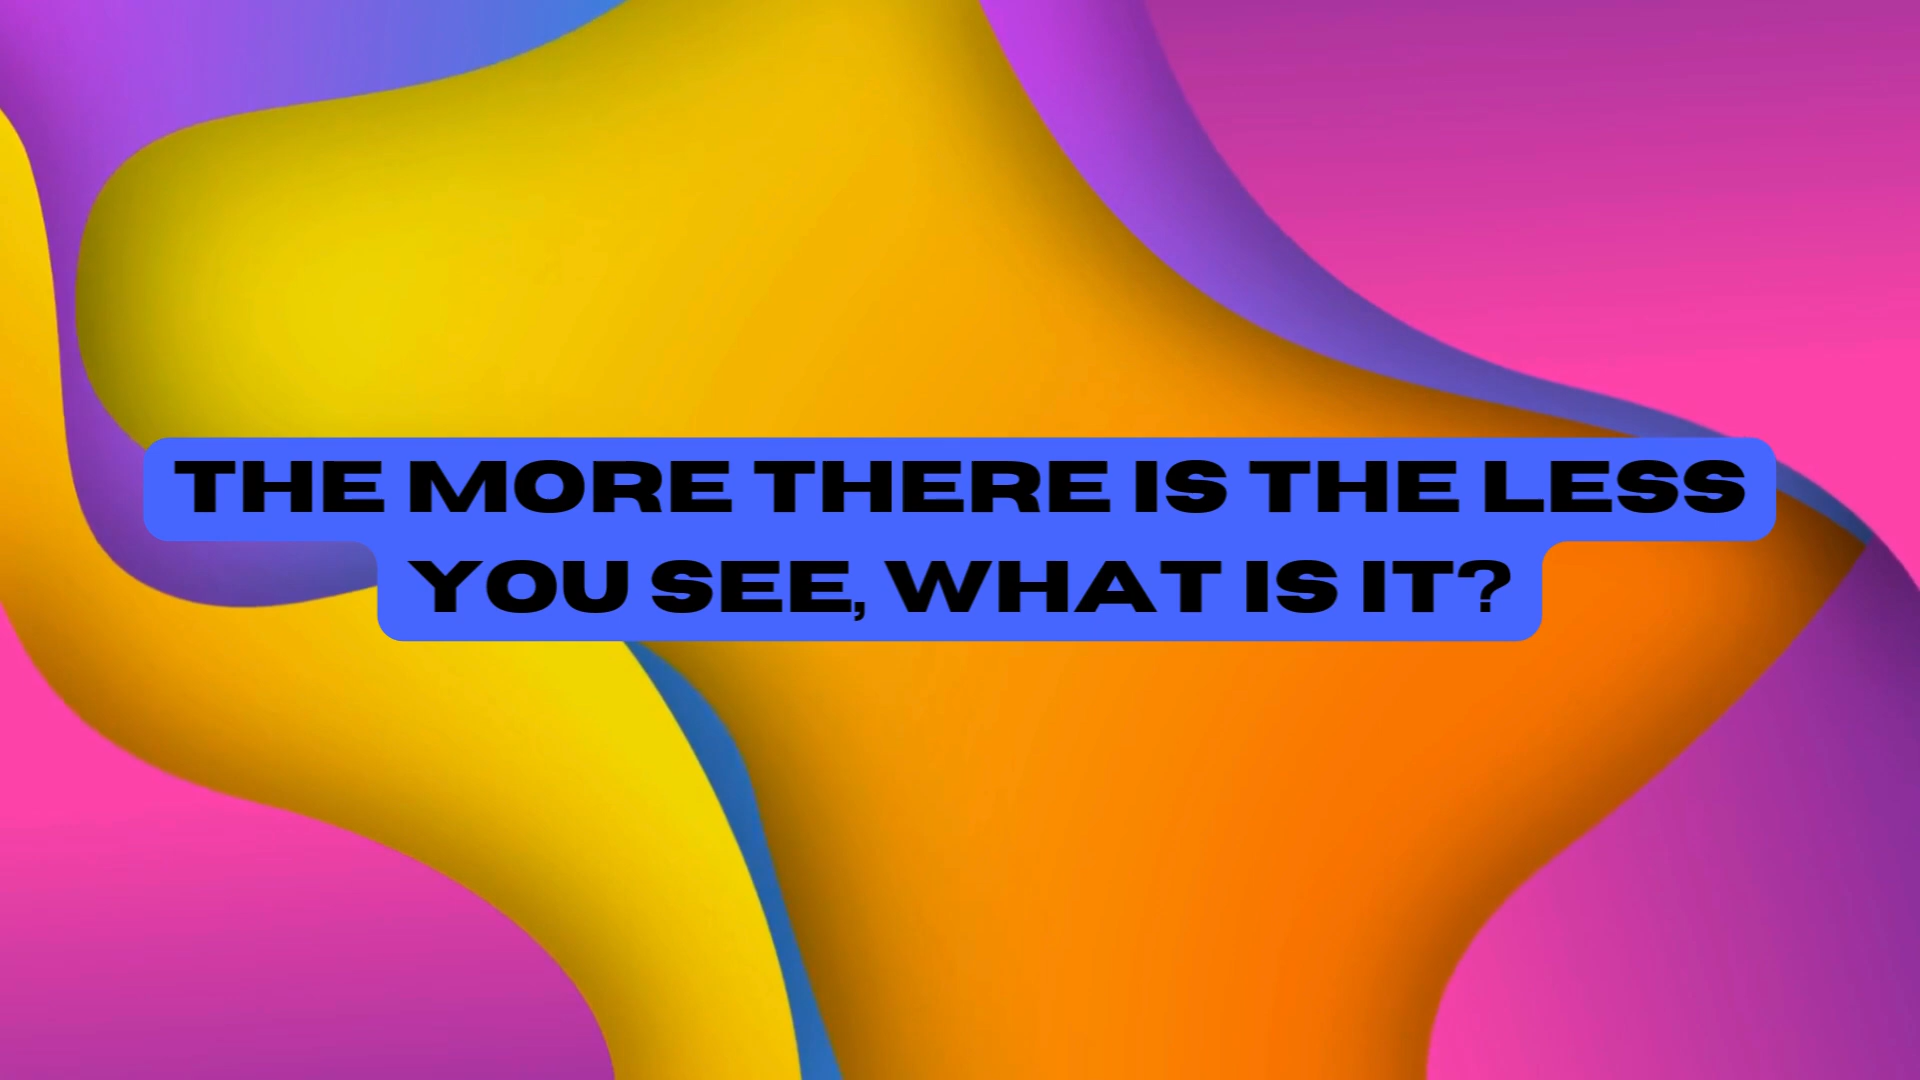 THE MORE THERE IS THE LESS
YOU SEE, WHAT IS IT?